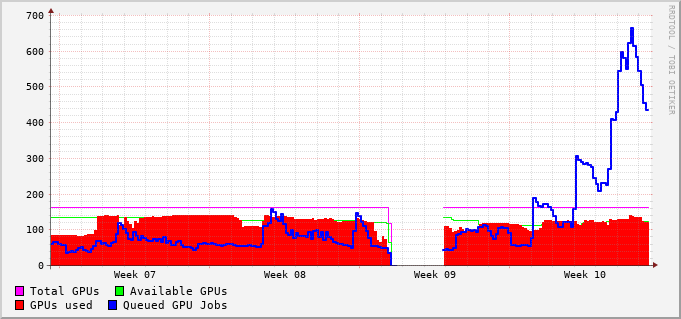 700
600
500
400
300
200
100
0
Week 07 Week 08 Week 09 Week 10
Total GPUs Available GPUs
GPUs used Queued GPU Jobs
RRDTOOL / TOBI OETIKER